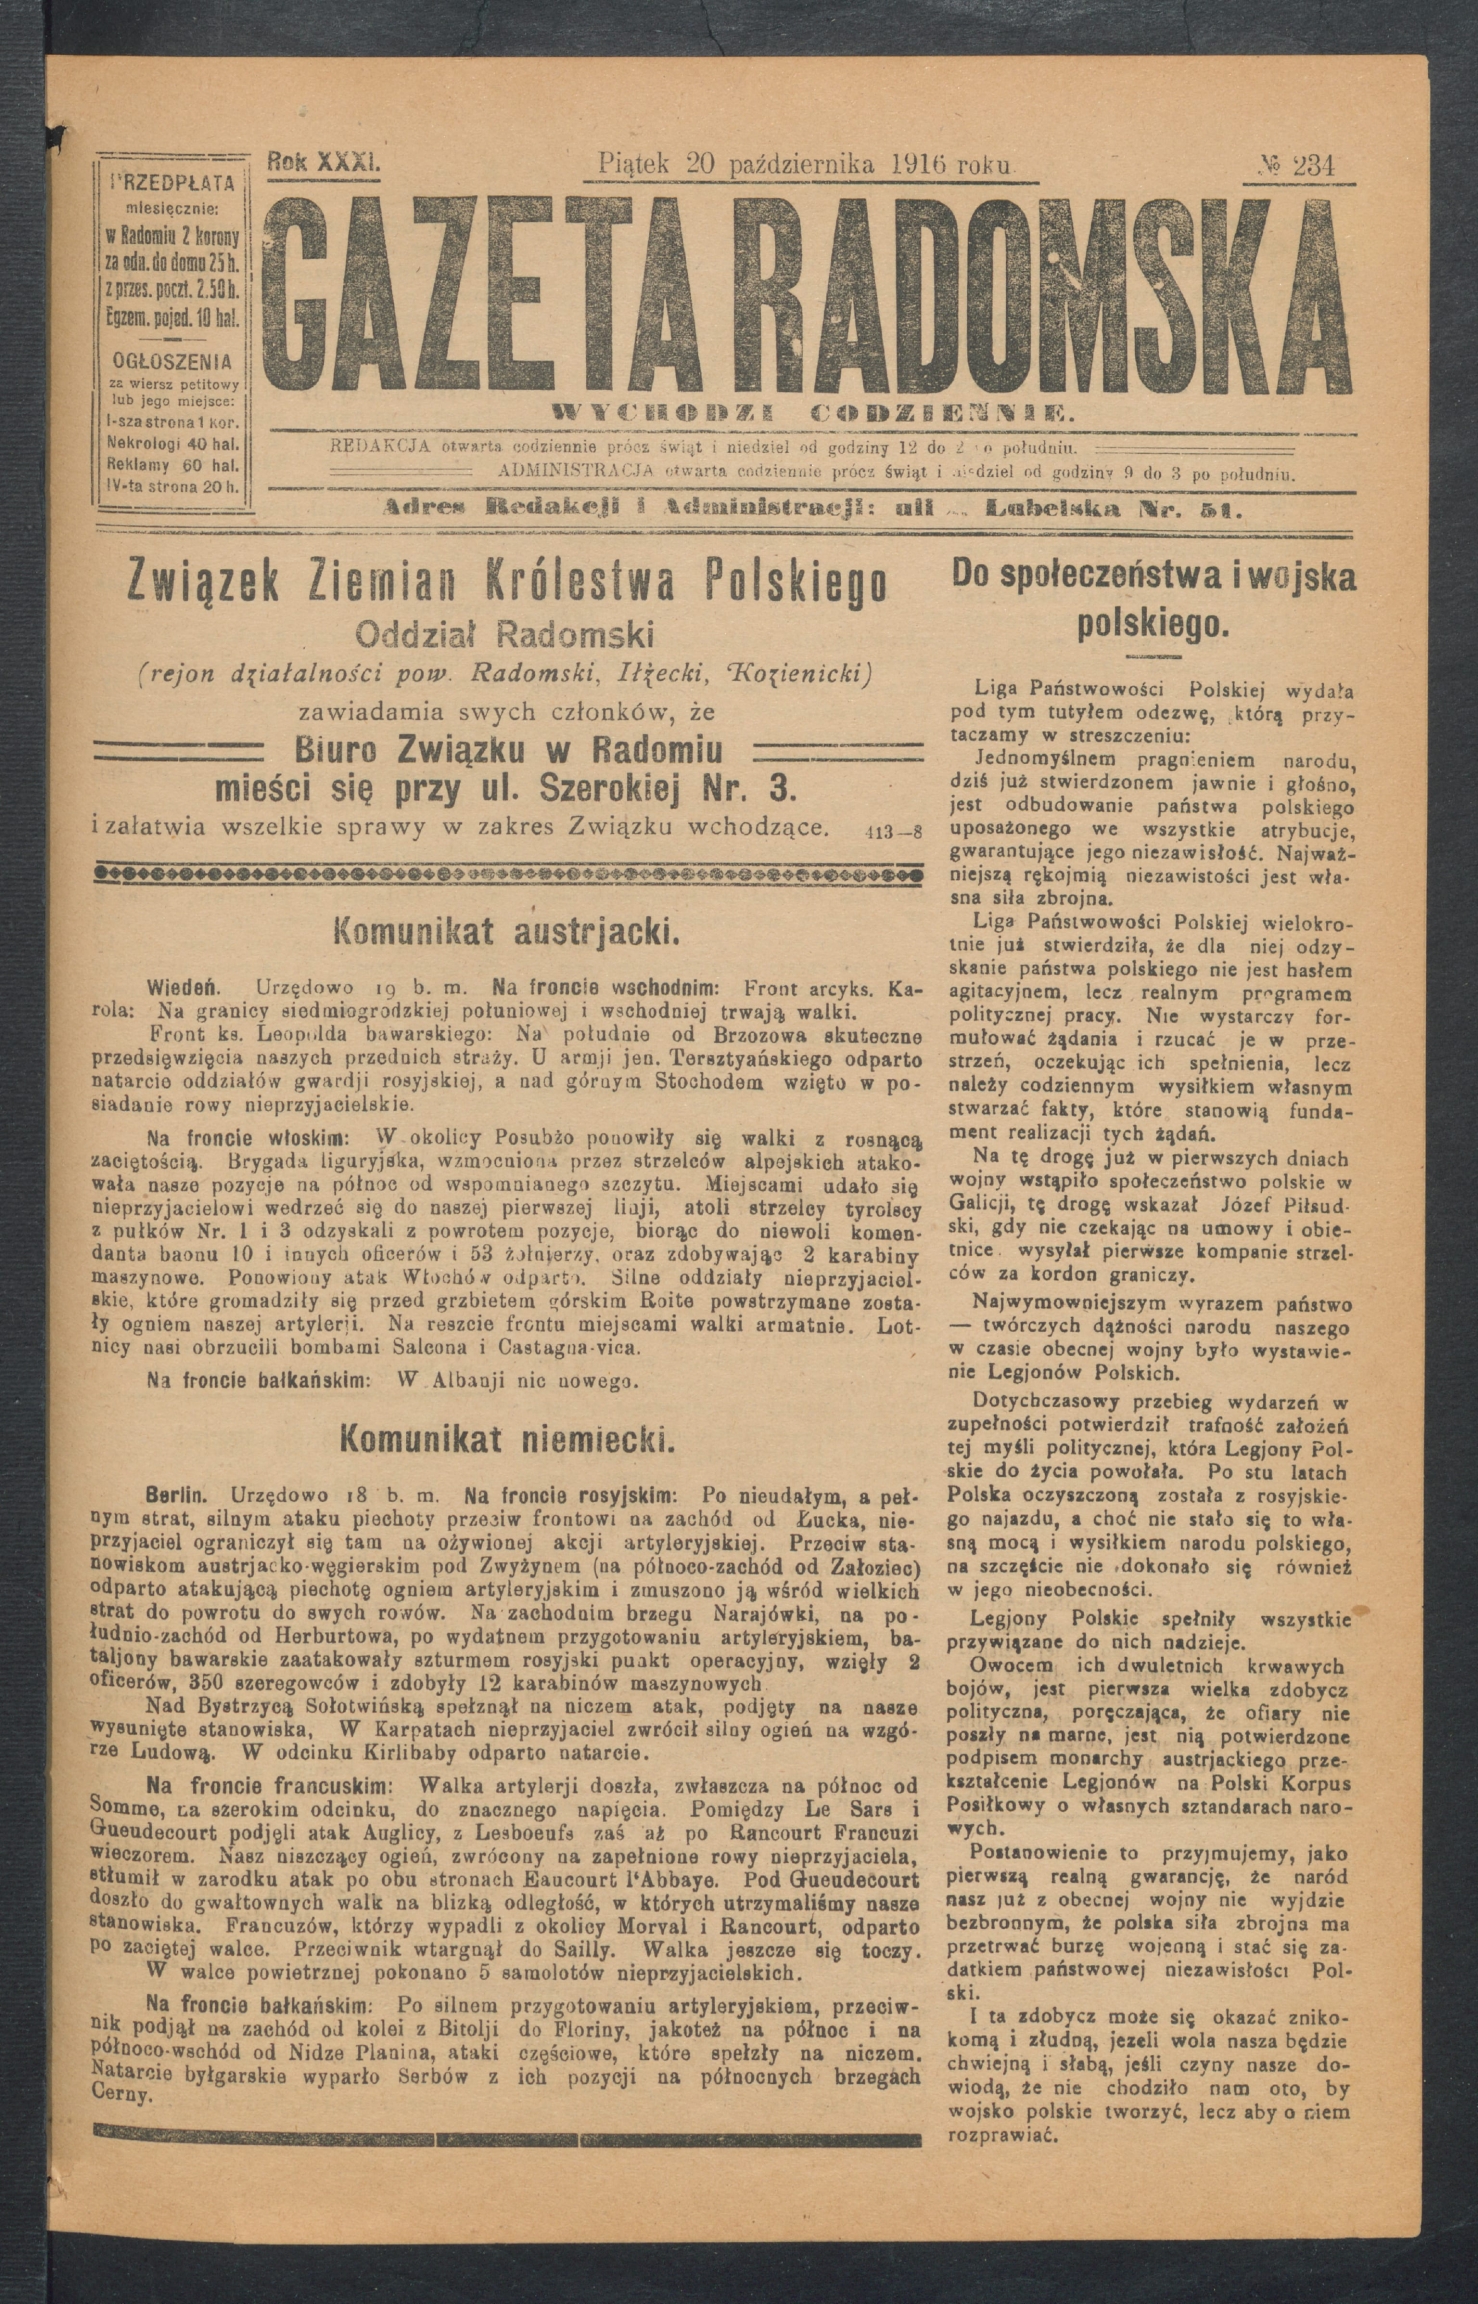 PRZEDPŁATA
miesięcznie:
w Radomiu 2 korony
za odn. do domu 25 h.
z przes. poczt. 2.50 h.
Egzem. pojed. 10 hal.
OGŁOSZENIA
za wiersz petitowy
lub jego miejsce:
I-sza strona 1 kor.
Nekrologi 40 hal.
Reklamy 60 hal.
IV-ta strona 20 h.
Rok XXXI.
Piątek 20 października 1916 roku.
№ 234
GAZETA RADOMSKA
WYCHODZI CODZIENNIE.
REDAKCJA otwarta codziennie prócz świąt i niedziel od godziny 12 do 2 po południu.
ADMINISTRACJA otwarta codziennie prócz świąt i niedziel od godziny 9 do 3 po południu.
Adres Redakcji i Administracji: uli Lubelska Nr. 51.
Związek Ziemian Królestwa Polskiego
Oddział Radomski
(rejon działalności pow. Radomski, Iłżecki, Kozienicki)
zawiadamia swych członków, że
Biuro Związku w Radomiu
mieści się przy ul. Szerokiej Nr. 3.
i załatwia wszelkie sprawy w zakres Związku wchodzące. 413—8
Komunikat austrjacki.
Wiedeń. Urzędowo 19 b. m. Na froncie wschodnim: Front arcyks. Ka-
rola: Na granicy siedmiogrodzkiej połuniowej i wschodniej trwają walki.
Front ks. Leopolda bawarskiego: Na południe od Brzozowa skuteczne
przedsięwzięcia naszych przednich straży. U armji jen. Tersztyańskiego odparto
natarcie oddziałów gwardji rosyjskiej, a nad górnym Stochodem wzięto w po-
siadanie rowy nieprzyjacielskie.
Na froncie włoskim: W okolicy Posubżo ponowiły się walki z rosnącą
zaciętością. Brygada liguryjska, wzmocniona przez strzelców alpejskich atako-
wała nasze pozycje na północ od wspomnianego szczytu. Miejscami udało się
nieprzyjacielowi wedrzeć się do naszej pierwszej linji, atoli strzelcy tyrolscy
z pułków Nr. 1 i 3 odzyskali z powrotem pozycje, biorąc do niewoli komen-
danta baonu 10 i innych oficerów i 53 żołnierzy, oraz zdobywając 2 karabiny
maszynowe. Ponowiony atak Włochów odparto. Silne oddziały nieprzyjaciel-
skie, które gromadziły się przed grzbietem górskim Roite powstrzymane zosta-
ły ogniem naszej artylerji. Na reszcie frontu miejscami walki armatnie. Lot-
nicy nasi obrzucili bombami Salcona i Castagna-vica.
Na froncie bałkańskim: W Albanji nic nowego.
Komunikat niemiecki.
Berlin. Urzędowo 18 b. m. Na froncie rosyjskim: Po nieudałym, a peł-
nym strat, silnym ataku piechoty przeciw frontowi na zachód od Łucka, nie-
przyjaciel ograniczył się tam na ożywionej akcji artyleryjskiej. Przeciw sta-
nowiskom austrjacko-węgierskim pod Zwyżynem (na północo-zachód od Załoziec)
odparto atakującą piechotę ogniem artyleryjskim i zmuszono ją wśród wielkich
strat do powrotu do swych rowów. Na zachodnim brzegu Narajówki, na po-
łudnio-zachód od Herburtowa, po wydatnem przygotowaniu artyleryjskiem, ba-
taljony bawarskie zaatakowały szturmem rosyjski punkt operacyjny, wzięły 2
oficerów, 350 szeregowców i zdobyły 12 karabinów maszynowych
Nad Bystrzycą Sołotwińską spełznął na niczem atak, podjęty na nasze
wysunięte stanowiska, W Karpatach nieprzyjaciel zwrócił silny ogień na wzgó-
rze Ludową. W odcinku Kirlibaby odparto natarcie.
Na froncie francuskim: Walka artylerji doszła, zwłaszcza na północ od
Somme, na szerokim odcinku, do znacznego napięcia. Pomiędzy Le Sars i
Gueudecourt podjęli atak Anglicy, z Lesboeufs zaś aż po Rancourt Francuzi
wieczorem. Nasz niszczący ogień, zwrócony na zapełnione rowy nieprzyjaciela,
stłumił w zarodku atak po obu stronach Eaucourt l'Abbaye. Pod Gueudecourt
doszło do gwałtownych walk na blizką odległość, w których utrzymaliśmy nasze
stanowiska. Francuzów, którzy wypadli z okolicy Morval i Rancourt, odparto
po zaciętej walce. Przeciwnik wtargnął do Sailly. Walka jeszcze się toczy.
W walce powietrznej pokonano 5 samolotów nieprzyjacielskich.
Na froncie bałkańskim: Po silnem przygotowaniu artyleryjskiem, przeciw-
nik podjął na zachód od kolei z Bitolji do Floriny, jakoteż na północ i na
północo-wschód od Nidze Planina, ataki częściowe, które spełzły na niczem.
Natarcie byłgarskie wyparło Serbów z ich pozycji na północnych brzegach
Cerny.
Do społeczeństwa i wojska
polskiego.
Liga Państwowości Polskiej wydała
pod tym tutyłem odezwę, którą przy-
taczamy w streszczeniu:
Jednomyślnem pragnieniem narodu,
dziś już stwierdzonem jawnie i głośno,
jest odbudowanie państwa polskiego
uposażonego we wszystkie atrybucje,
gwarantujące jego niezawisłość. Najważ-
niejszą rękojmią niezawistości jest wła-
sna siła zbrojna.
Liga Państwowości Polskiej wielokro-
tnie już stwierdziła, że dla niej odzy-
skanie państwa polskiego nie jest hasłem
agitacyjnem, lecz realnym programem
politycznej pracy. Nie wystarczy for-
mułować żądania i rzucać je w prze-
strzeń, oczekując ich spełnienia, lecz
należy codziennym wysiłkiem własnym
stwarzać fakty, które stanowią funda-
ment realizacji tych żądań.
Na tę drogę już w pierwszych dniach
wojny wstąpiło społeczeństwo polskie w
Galicji, tę drogę wskazał Józef Piłsud-
ski, gdy nie czekając na umowy i obie-
tnice wysyłał pierwsze kompanie strzel-
ców za kordon graniczy.
Najwymowniejszym wyrazem państwo
— twórczych dążności narodu naszego
w czasie obecnej wojny było wystawie-
nie Legjonów Polskich.
Dotychczasowy przebieg wydarzeń w
zupełności potwierdził trafność założeń
tej myśli politycznej, która Legjony Pol-
skie do życia powołała. Po stu latach
Polska oczyszczoną została z rosyjskie-
go najazdu, a choć nie stało się to wła-
sną mocą i wysiłkiem narodu polskiego,
na szczęście nie dokonało się również
w jego nieobecności.
Legjony Polskie spełniły wszystkie
przywiązane do nich nadzieje.
Owocem ich dwuletnich krwawych
bojów, jest pierwsza wielka zdobycz
polityczna, poręczająca, że ofiary nie
poszły na marne, jest nią potwierdzone
podpisem monarchy austrjackiego prze-
kształcenie Legjonów na Polski Korpus
Posiłkowy o własnych sztandarach naro-
wych.
Postanowienie to przyjmujemy, jako
pierwszą realną gwarancję, że naród
nasz już z obecnej wojny nie wyjdzie
bezbronnym, że polska siła zbrojna ma
przetrwać burzę wojenną i stać się za-
datkiem państwowej niezawisłości Pol-
ski.
I ta zdobycz może się okazać zniko-
komą i złudną, jeżeli wola nasza będzie
chwiejną i słabą, jeśli czyny nasze do-
wiodą, że nie chodziło nam oto, by
wojsko polskie tworzyć, lecz aby o niem
rozprawiać.